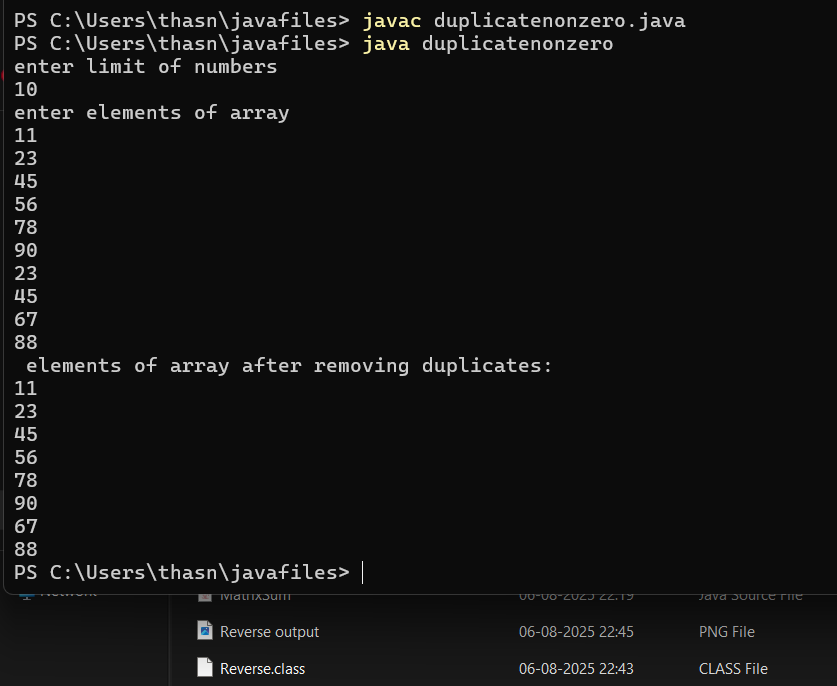 PS C:\Users\thasn\javafiles> javac duplicatenonzero.java
PS C:\Users\thasn\javafiles> java duplicatenonzero
enter limit of numbers
10
enter elements of array
11
23
45
56
78
90
23
45
67
88
 elements of array after removing duplicates:
11
23
45
56
78
90
67
88
PS C:\Users\thasn\javafiles>
Network MatrixSum 06-08-2025 22:19 Java Source File
Reverse output 06-08-2025 22:45 PNG File
Reverse.class 06-08-2025 22:43 CLASS File